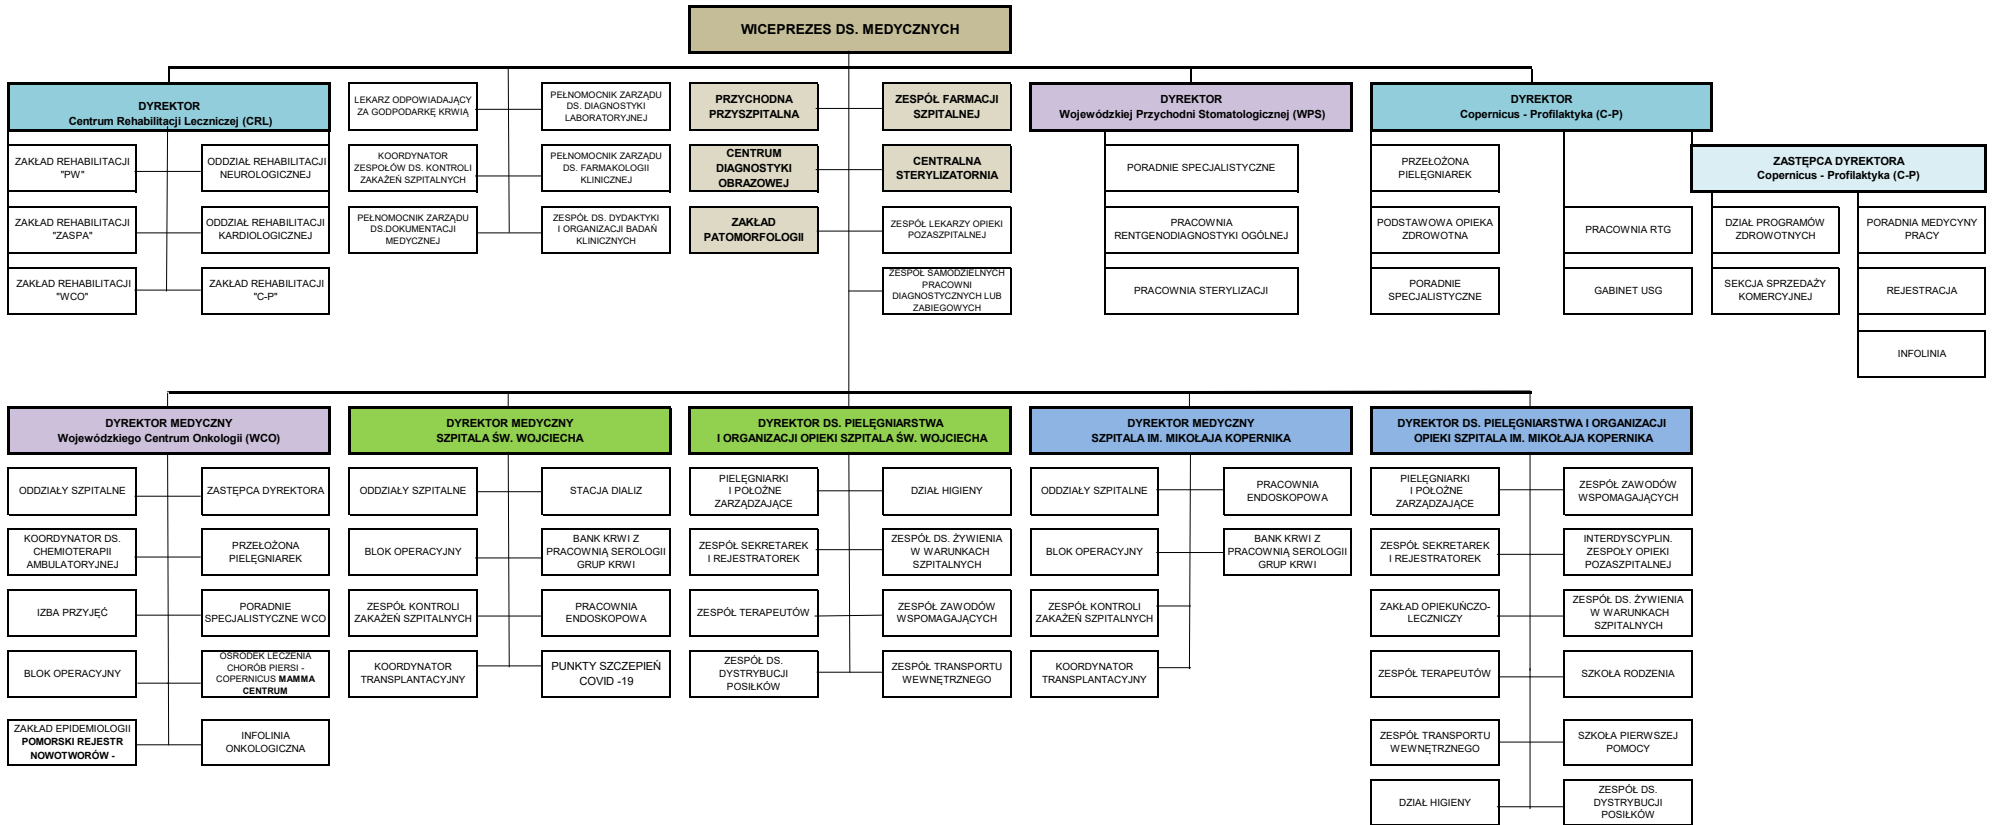 WICEPREZES DS. MEDYCZNYCH
DYREKTOR
Centrum Rehabilitacji Leczniczej (CRL)
ZAKŁAD REHABILITACJI
"PW"
ODDZIAŁ REHABILITACJI
NEUROLOGICZNEJ
ZAKŁAD REHABILITACJI
"ZASPA"
ODDZIAŁ REHABILITACJI
KARDIOLOGICZNEJ
ZAKŁAD REHABILITACJI
"WCO"
ZAKŁAD REHABILITACJI
"C-P"
LEKARZ ODPOWIADAJĄCY
ZA GODPODARKĘ KRWIĄ
PEŁNOMOCNIK ZARZĄDU
DS. DIAGNOSTYKI
LABORATORYJNEJ
KOORDYNATOR
ZESPOŁÓW DS. KONTROLI
ZAKAŻEŃ SZPITALNYCH
PEŁNOMOCNIK ZARZĄDU
DS. FARMAKOLOGII
KLINICZNEJ
PEŁNOMOCNIK ZARZĄDU
DS.DOKUMENTACJI
MEDYCZNEJ
ZESPÓŁ DS. DYDAKTYKI
I ORGANIZACJI BADAŃ
KLINICZNYCH
PRZYCHODNA
PRZYSZPITALNA
ZESPÓŁ FARMACJI
SZPITALNEJ
CENTRUM
DIAGNOSTYKI
OBRAZOWEJ
CENTRALNA
STERYLIZATORNIA
ZAKŁAD
PATOMORFOLOGII
ZESPÓŁ LEKARZY OPIEKI
POZASZPITALNEJ
ZESPÓŁ SAMODZIELNYCH
PRACOWNI
DIAGNOSTYCZNYCH LUB
ZABIEGOWYCH
DYREKTOR
Wojewódzkiej Przychodni Stomatologicznej (WPS)
PORADNIE SPECJALISTYCZNE
PRACOWNIA
RENTGENODIAGNOSTYKI OGÓLNEJ
PRACOWNIA STERYLIZACJI
DYREKTOR
Copernicus - Profilaktyka (C-P)
PRZEŁOŻONA
PIELĘGNIAREK
PODSTAWOWA OPIEKA
ZDROWOTNA
PRACOWNIA RTG
PORADNIE
SPECJALISTYCZNE
GABINET USG
ZASTĘPCA DYREKTORA
Copernicus - Profilaktyka (C-P)
DZIAŁ PROGRAMÓW
ZDROWOTNYCH
PORADNIA MEDYCYNY
PRACY
SEKCJA SPRZEDAŻY
KOMERCYJNEJ
REJESTRACJA
INFOLINIA
DYREKTOR MEDYCZNY
Wojewódzkiego Centrum Onkologii (WCO)
ODDZIAŁY SZPITALNE
ZASTĘPCA DYREKTORA
KOORDYNATOR DS.
CHEMIOTERAPII
AMBULATORYJNEJ
PRZEŁOŻONA
PIELĘGNIAREK
IZBA PRZYJĘĆ
PORADNIE
SPECJALISTYCZNE WCO
BLOK OPERACYJNY
OŚRODEK LECZENIA
CHORÓB PIERSI -
COPERNICUS MAMMA
CENTRUM
ZAKŁAD EPIDEMIOLOGII
POMORSKI REJESTR
NOWOTWORÓW -
INFOLINIA
ONKOLOGICZNA
DYREKTOR MEDYCZNY
SZPITALA ŚW. WOJCIECHA
ODDZIAŁY SZPITALNE
STACJA DIALIZ
BLOK OPERACYJNY
BANK KRWI Z
PRACOWNIĄ SEROLOGII
GRUP KRWI
ZESPÓŁ KONTROLI
ZAKAŻEŃ SZPITALNYCH
PRACOWNIA
ENDOSKOPOWA
KOORDYNATOR
TRANSPLANTACYJNY
PUNKTY SZCZEPIEŃ
COVID -19
DYREKTOR DS. PIELĘGNIARSTWA
I ORGANIZACJI OPIEKI SZPITALA ŚW. WOJCIECHA
PIELĘGNIARKI
I POŁOŻNE
ZARZĄDZAJĄCE
DZIAŁ HIGIENY
ZESPÓŁ SEKRETAREK
I REJESTRATOREK
ZESPÓŁ DS. ŻYWIENIA
W WARUNKACH
SZPITALNYCH
ZESPÓŁ TERAPEUTÓW
ZESPÓŁ ZAWODÓW
WSPOMAGAJĄCYCH
ZESPÓŁ DS.
DYSTRYBUCJI
POSIŁKÓW
ZESPÓŁ TRANSPORTU
WEWNĘTRZNEGO
DYREKTOR MEDYCZNY
SZPITALA IM. MIKOŁAJA KOPERNIKA
ODDZIAŁY SZPITALNE
PRACOWNIA
ENDOSKOPOWA
BLOK OPERACYJNY
BANK KRWI Z
PRACOWNIĄ SEROLOGII
GRUP KRWI
ZESPÓŁ KONTROLI
ZAKAŻEŃ SZPITALNYCH
KOORDYNATOR
TRANSPLANTACYJNY
DYREKTOR DS. PIELĘGNIARSTWA I ORGANIZACJI
OPIEKI SZPITALA IM. MIKOŁAJA KOPERNIKA
PIELĘGNIARKI
I POŁOŻNE
ZARZĄDZAJĄCE
ZESPÓŁ ZAWODÓW
WSPOMAGAJĄCYCH
ZESPÓŁ SEKRETAREK
I REJESTRATOREK
INTERDYSCYPLIN.
ZESPOŁY OPIEKI
POZASZPITALNEJ
ZAKŁAD OPIEKUŃCZO-
LECZNICZY
ZESPÓŁ DS. ŻYWIENIA
W WARUNKACH
SZPITALNYCH
ZESPÓŁ TERAPEUTÓW
SZKOŁA RODZENIA
ZESPÓŁ TRANSPORTU
WEWNĘTRZNEGO
SZKOŁA PIERWSZEJ
POMOCY
DZIAŁ HIGIENY
ZESPÓŁ DS.
DYSTRYBUCJI
POSIŁKÓW